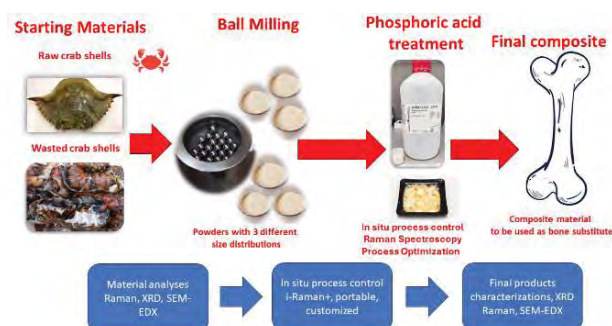 Starting Materials
Raw crab shells
Wasted crab shells
Ball Milling
Powders with 3 different
size distributions
Phosphoric acid
treatment
In situ process control
Raman Spectroscopy
Process Optimization
Final composite
Composite material
to be used as bone substitute
Material analyses
Raman, XRD, SEM-
EDX
In situ process control
i-Raman+, portable,
customized
Final products
characterizations, XRD
Raman, SEM-EDX